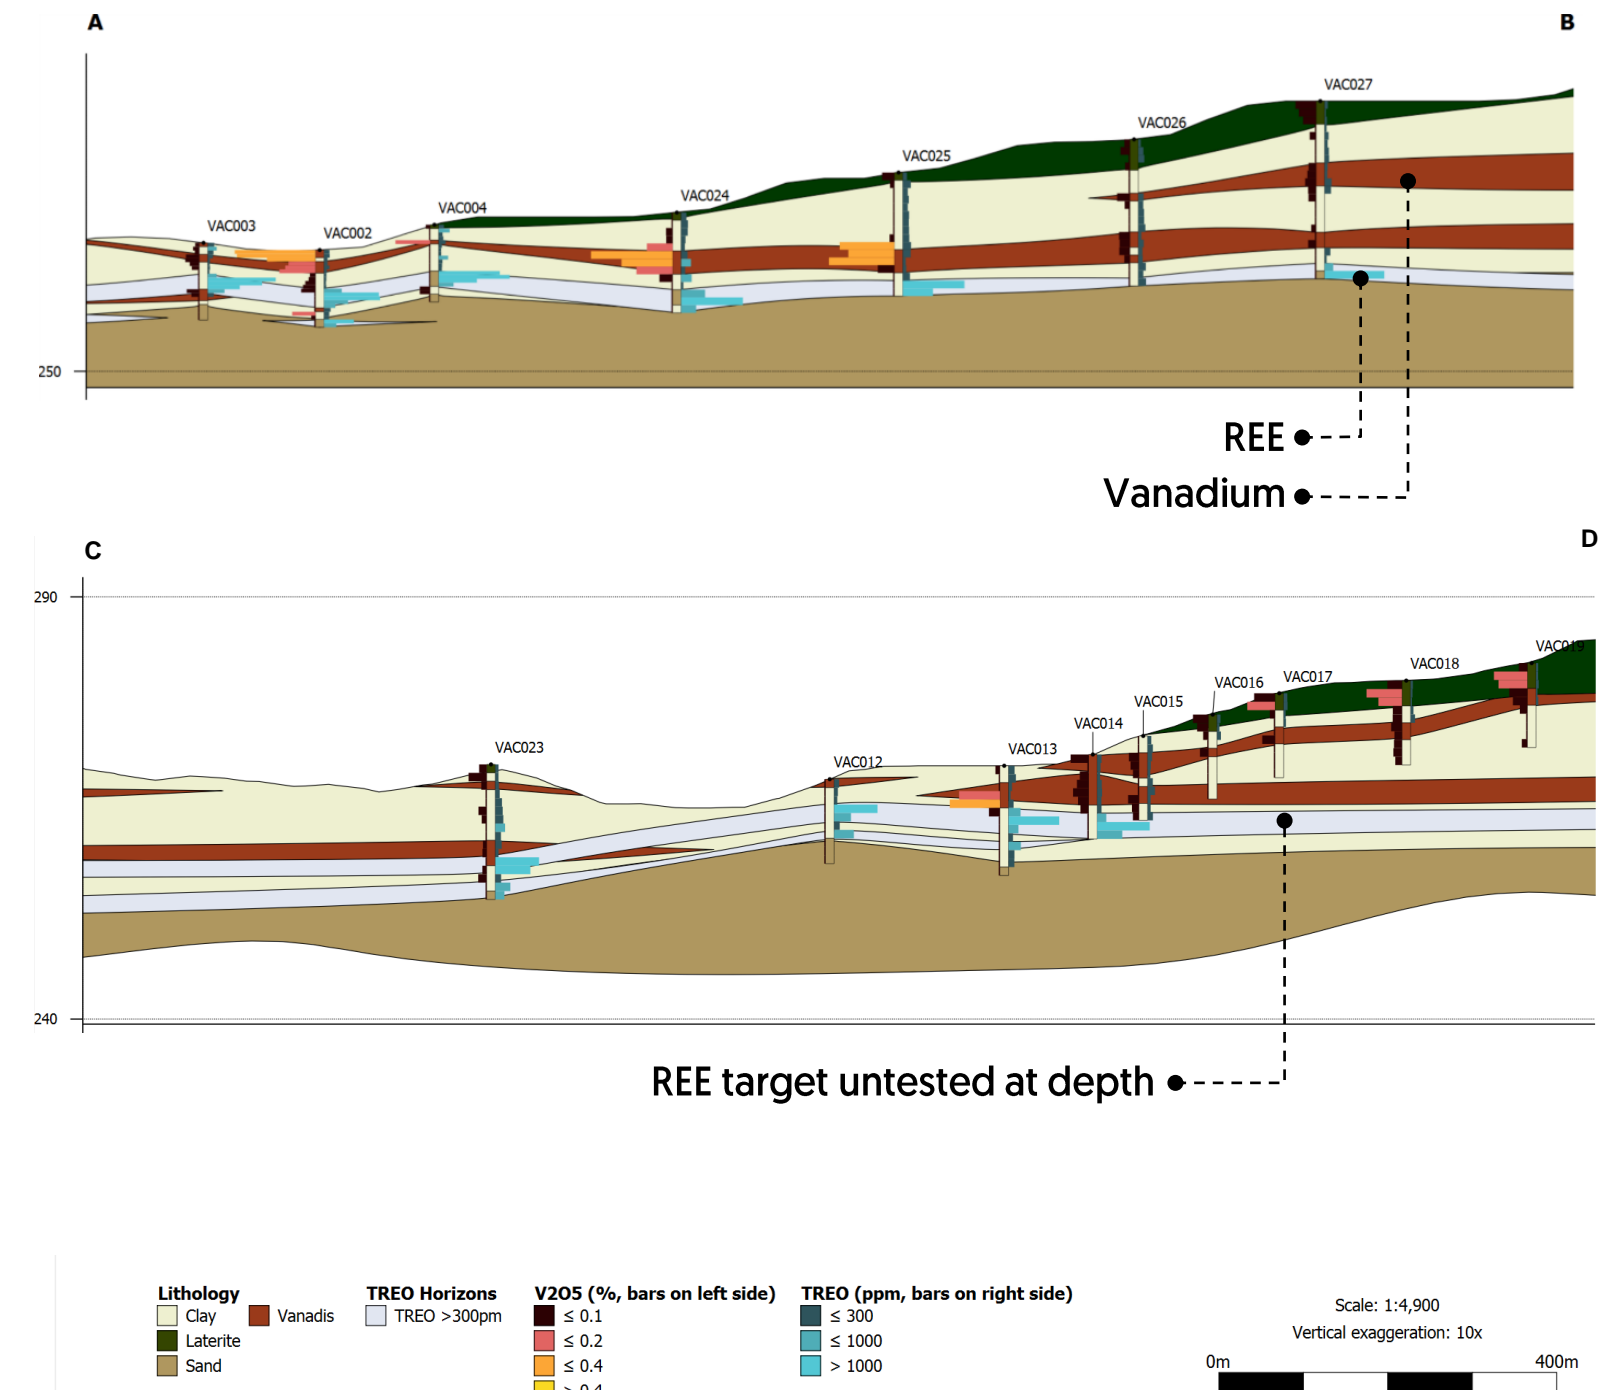 A
B
VAC027
VAC026
VAC025
VAC024
VAC004
VAC003
VAC002
250
REE
Vanadium
C
D
290
VAC019
VAC018
VAC017
VAC016
VAC015
VAC014
VAC013
VAC012
VAC023
240
REE target untested at depth
Lithology
Clay
Vanadis
Laterite
Sand
TREO Horizons
TREO >300pm
V2O5 (%, bars on left side)
≤ 0.1
≤ 0.2
≤ 0.4
> 0.4
TREO (ppm, bars on right side)
≤ 300
≤ 1000
> 1000
Scale: 1:4,900
Vertical exaggeration: 10x
0m
400m